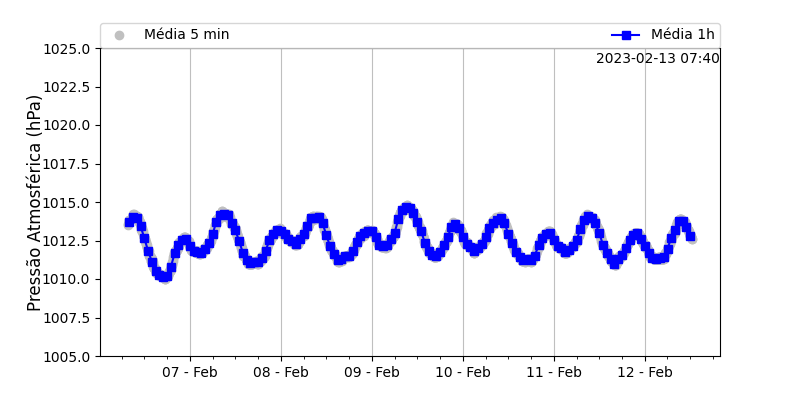 Média 5 min
Média 1h
2023-02-13 07:40
Pressão Atmosférica (hPa)
1025.0
1022.5
1020.0
1017.5
1015.0
1012.5
1010.0
1007.5
1005.0
07 - Feb
08 - Feb
09 - Feb
10 - Feb
11 - Feb
12 - Feb